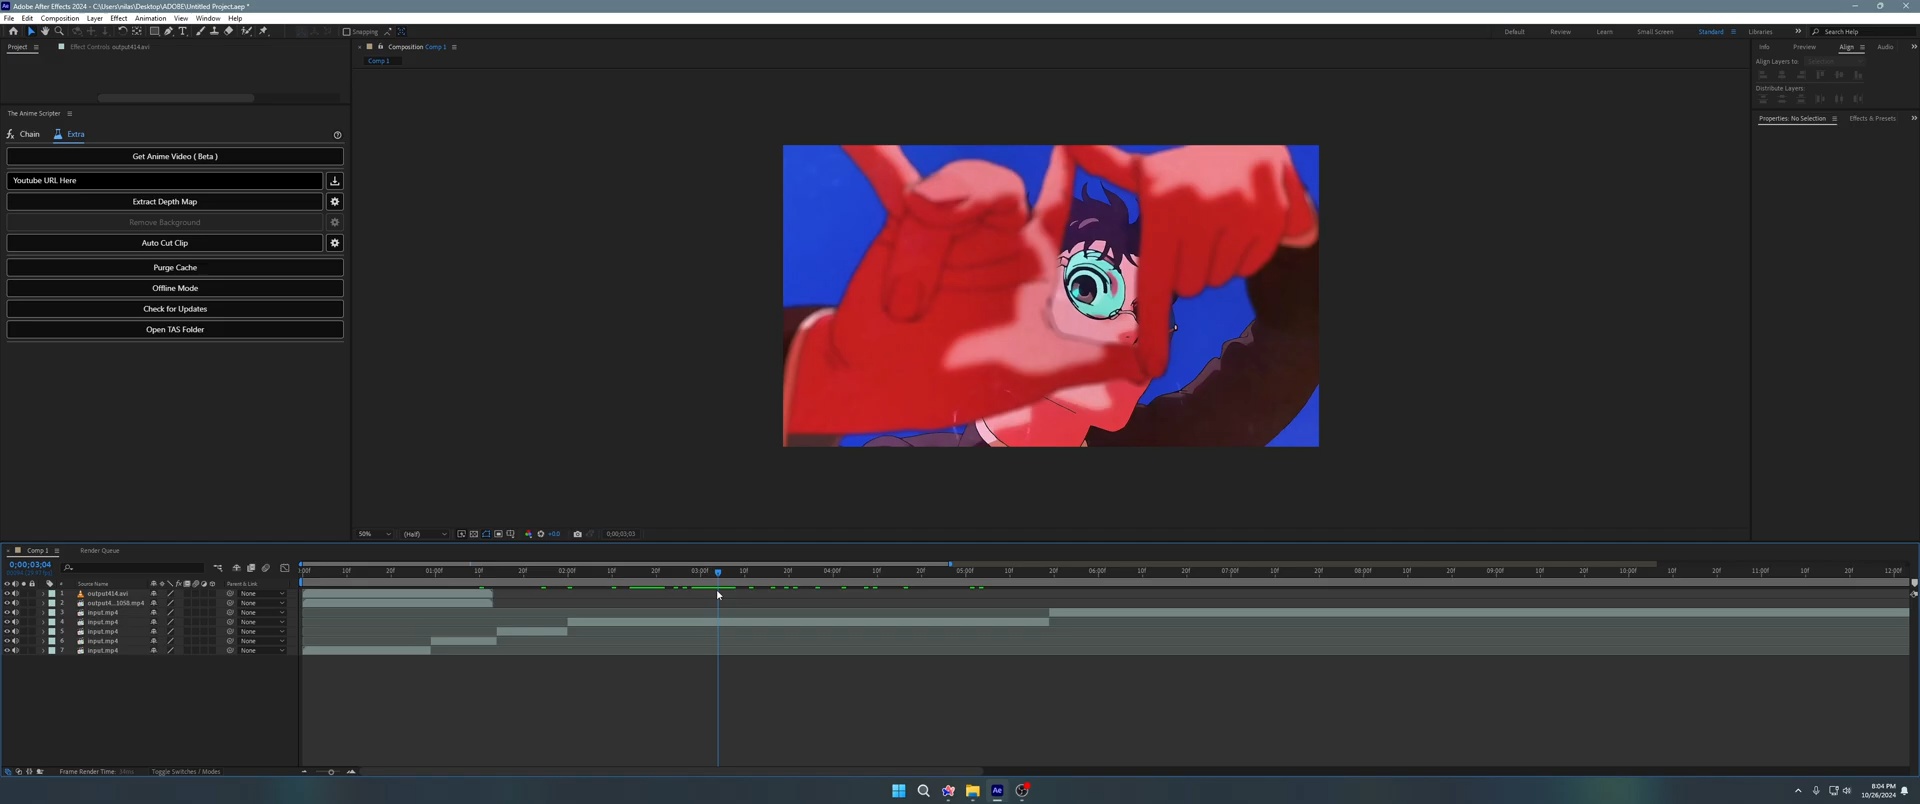 Adobe After Effects 2024 - C:\Users\nilas\Desktop\ADOBE\Untitled Project.aep *
File Edit Composition Layer Effect Animation View Window Help
Snapping
Default Review Learn Small Screen Standard Libraries Search Help
Project Effect Controls output414.avi
Composition Comp 1
Comp 1
Info Preview Align Audio
Align Layers to: Selection
Distribute Layers:
Properties: No Selection Effects & Presets
The Anime Scripter
Chain Extra
Get Anime Video ( Beta )
Youtube URL Here
Extract Depth Map
Remove Background
Auto Cut Clip
Purge Cache
Offline Mode
Check for Updates
Open TAS Folder
50% (Half) +0.0 0;00;03;03
Comp 1 Render Queue
0;00;03;04
# Source Name Parent & Link
:00f 10f 20f 01:00f 10f 20f 02:00f 10f 20f 03:00f 10f 20f 04:00f 10f 20f 05:00f 10f 20f 06:00f 10f 20f 07:00f 10f 20f 08:00f 10f 20f 09:00f 10f 20f 10:00f 10f 20f 11:00f 10f 20f 12:00f
1 output414.avi None
2 output4...1058.mp4 None
3 input.mp4 None
4 input.mp4 None
5 input.mp4 None
6 input.mp4 None
7 input.mp4 None
Frame Render Time: 34ms Toggle Switches / Modes
8:04 PM
10/26/2024